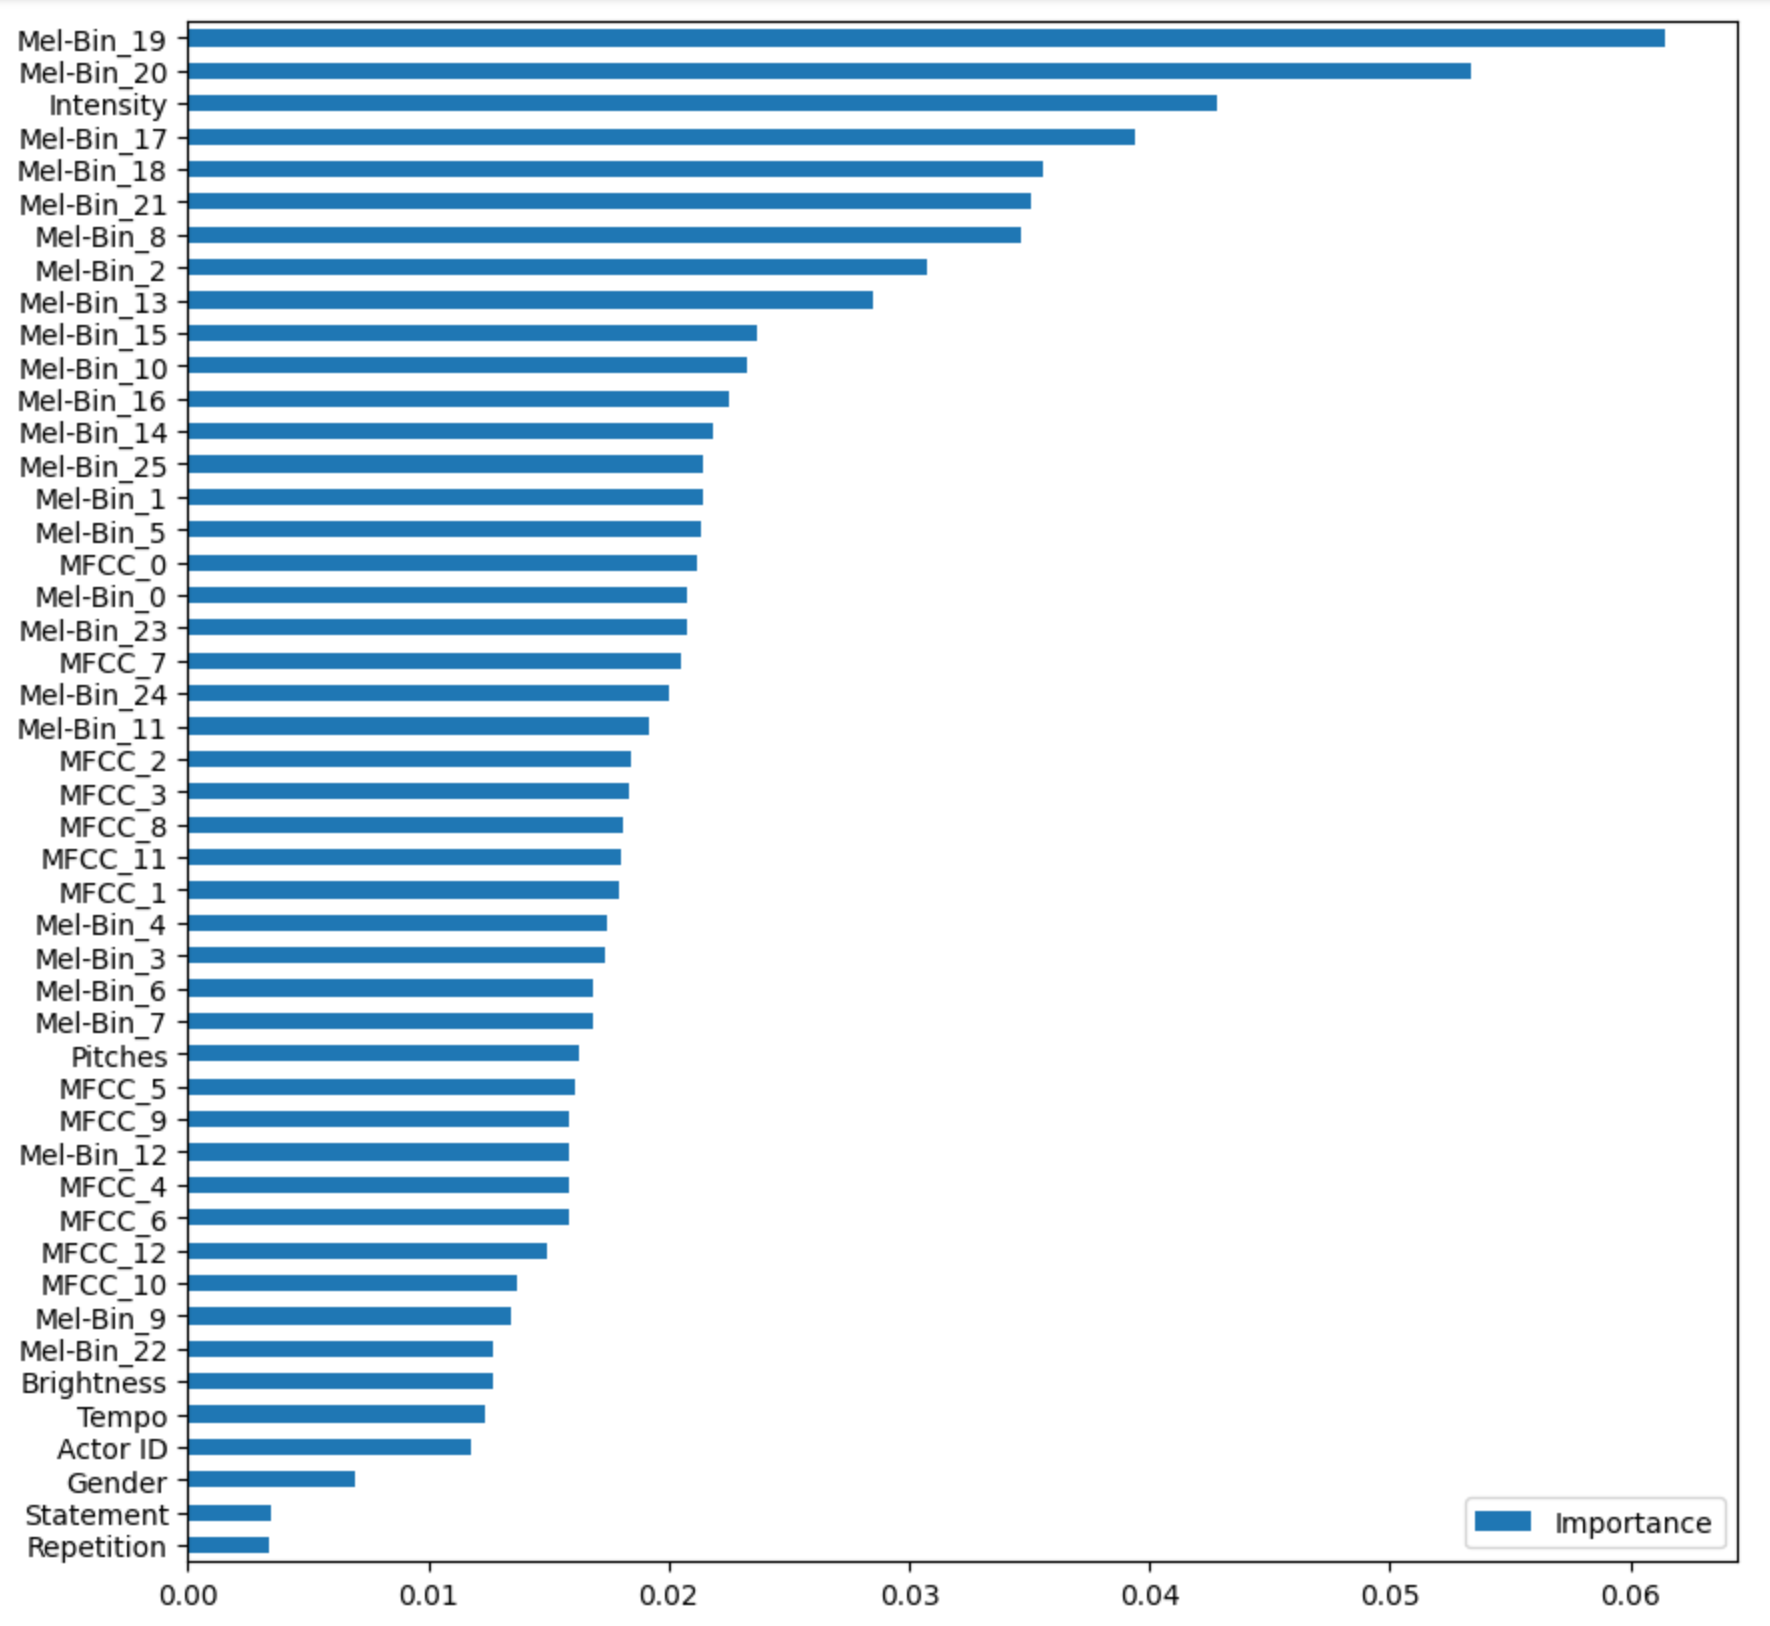 Mel-Bin_19
Mel-Bin_20
Intensity
Mel-Bin_17
Mel-Bin_18
Mel-Bin_21
Mel-Bin_8
Mel-Bin_2
Mel-Bin_13
Mel-Bin_15
Mel-Bin_10
Mel-Bin_16
Mel-Bin_14
Mel-Bin_25
Mel-Bin_1
Mel-Bin_5
MFCC_0
Mel-Bin_0
Mel-Bin_23
MFCC_7
Mel-Bin_24
Mel-Bin_11
MFCC_2
MFCC_3
MFCC_8
MFCC_11
MFCC_1
Mel-Bin_4
Mel-Bin_3
Mel-Bin_6
Mel-Bin_7
Pitches
MFCC_5
MFCC_9
Mel-Bin_12
MFCC_4
MFCC_6
MFCC_12
MFCC_10
Mel-Bin_9
Mel-Bin_22
Brightness
Tempo
Actor ID
Gender
Statement
Repetition
Importance
0.00 0.01 0.02 0.03 0.04 0.05 0.06